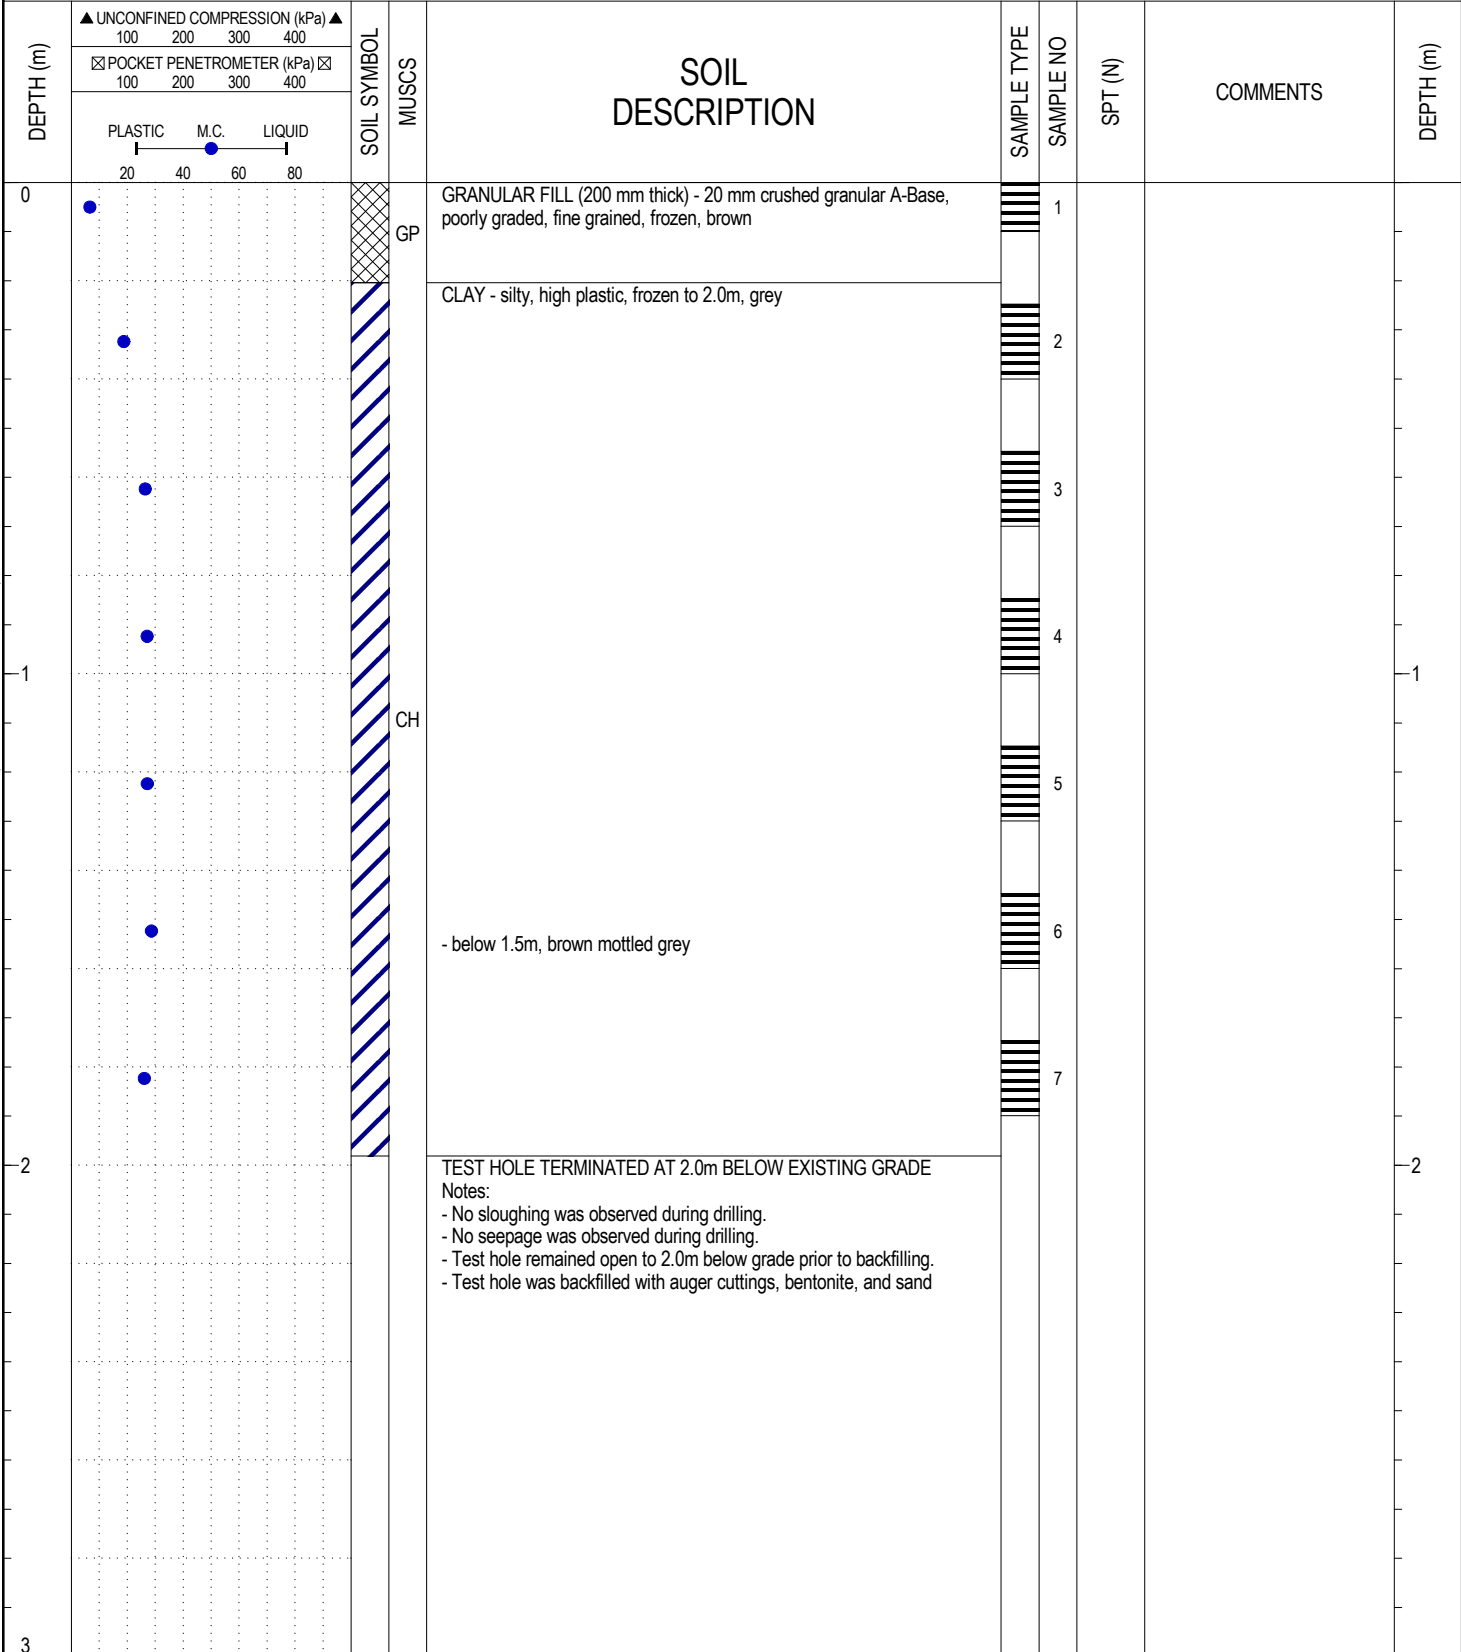 DEPTH (m)
▲ UNCONFINED COMPRESSION (kPa) ▲
100 200 300 400
☒ POCKET PENETROMETER (kPa) ☒
100 200 300 400
PLASTIC M.C. LIQUID
20 40 60 80
SOIL SYMBOL
MUSCS
SOIL
DESCRIPTION
SAMPLE TYPE
SAMPLE NO
SPT (N)
COMMENTS
DEPTH (m)
0
GRANULAR FILL (200 mm thick) - 20 mm crushed granular A-Base,
poorly graded, fine grained, frozen, brown
1
GP
CLAY - silty, high plastic, frozen to 2.0m, grey
2
3
4
1
1
CH
5
6
- below 1.5m, brown mottled grey
7
2
2
TEST HOLE TERMINATED AT 2.0m BELOW EXISTING GRADE
Notes:
- No sloughing was observed during drilling.
- No seepage was observed during drilling.
- Test hole remained open to 2.0m below grade prior to backfilling.
- Test hole was backfilled with auger cuttings, bentonite, and sand
3